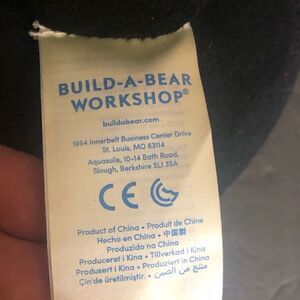 BUILD-A-BEAR
WORKSHOP®
buildabear.com
1954 Innerbelt Business Center Drive
St. Louis, MO 63114
Aquasulis, 10-14 Bath Road,
Slough, Berkshire SL1 3SA
CE
Product of China • Produit de Chine
Hecho en China • 中国製
Produzido na China
Produceret i Kina • Tillverkad i Kina
Produsert i Kina • Produziert in China
Çin'de üretilmiştir. • منتج من الصين